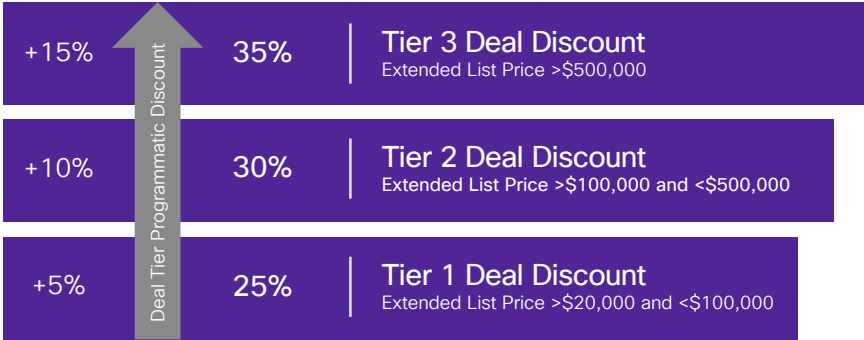 +15%
35%
Tier 3 Deal Discount
Extended List Price >$500,000
+10%
30%
Tier 2 Deal Discount
Extended List Price >$100,000 and <$500,000
+5%
25%
Tier 1 Deal Discount
Extended List Price >$20,000 and <$100,000
Deal Tier Programmatic Discount